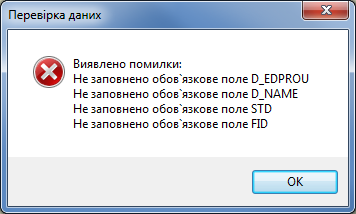 Перевірка даних
Виявлено помилки:
Не заповнено обов`язкове поле D_EDPROU
Не заповнено обов`язкове поле D_NAME
Не заповнено обов`язкове поле STD
Не заповнено обов`язкове поле FID
OK